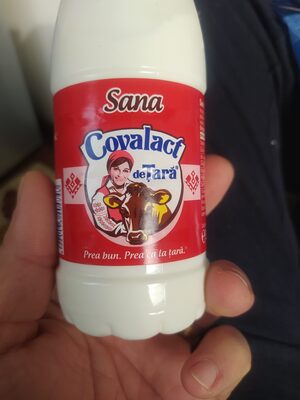 Sana
Covalact
de Țară
Prea bun. Prea ca la țară.